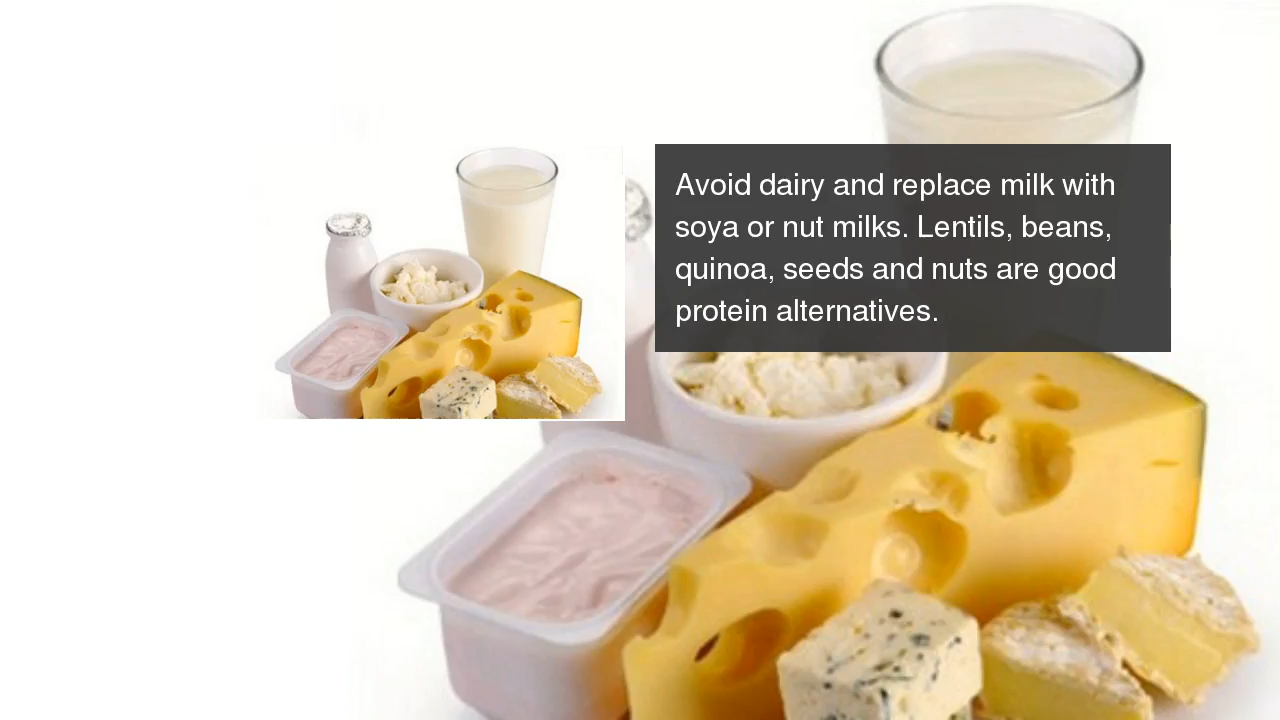 Avoid dairy and replace milk with
soya or nut milks. Lentils, beans,
quinoa, seeds and nuts are good
protein alternatives.